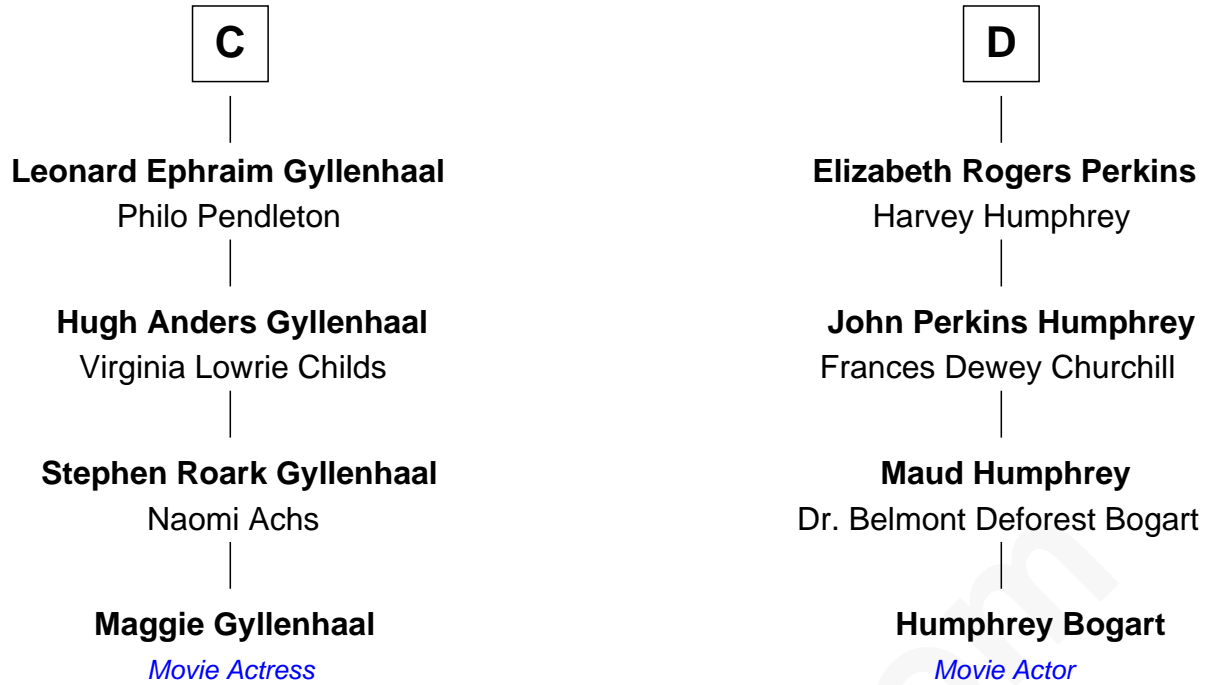 C
Leonard Ephraim Gyllenhaal
Philo Pendleton
Hugh Anders Gyllenhaal
Virginia Lowrie Childs
Stephen Roark Gyllenhaal
Naomi Achs
Maggie Gyllenhaal
Movie Actress
D
Elizabeth Rogers Perkins
Harvey Humphrey
John Perkins Humphrey
Frances Dewey Churchill
Maud Humphrey
Dr. Belmont Deforest Bogart
Humphrey Bogart
Movie Actor